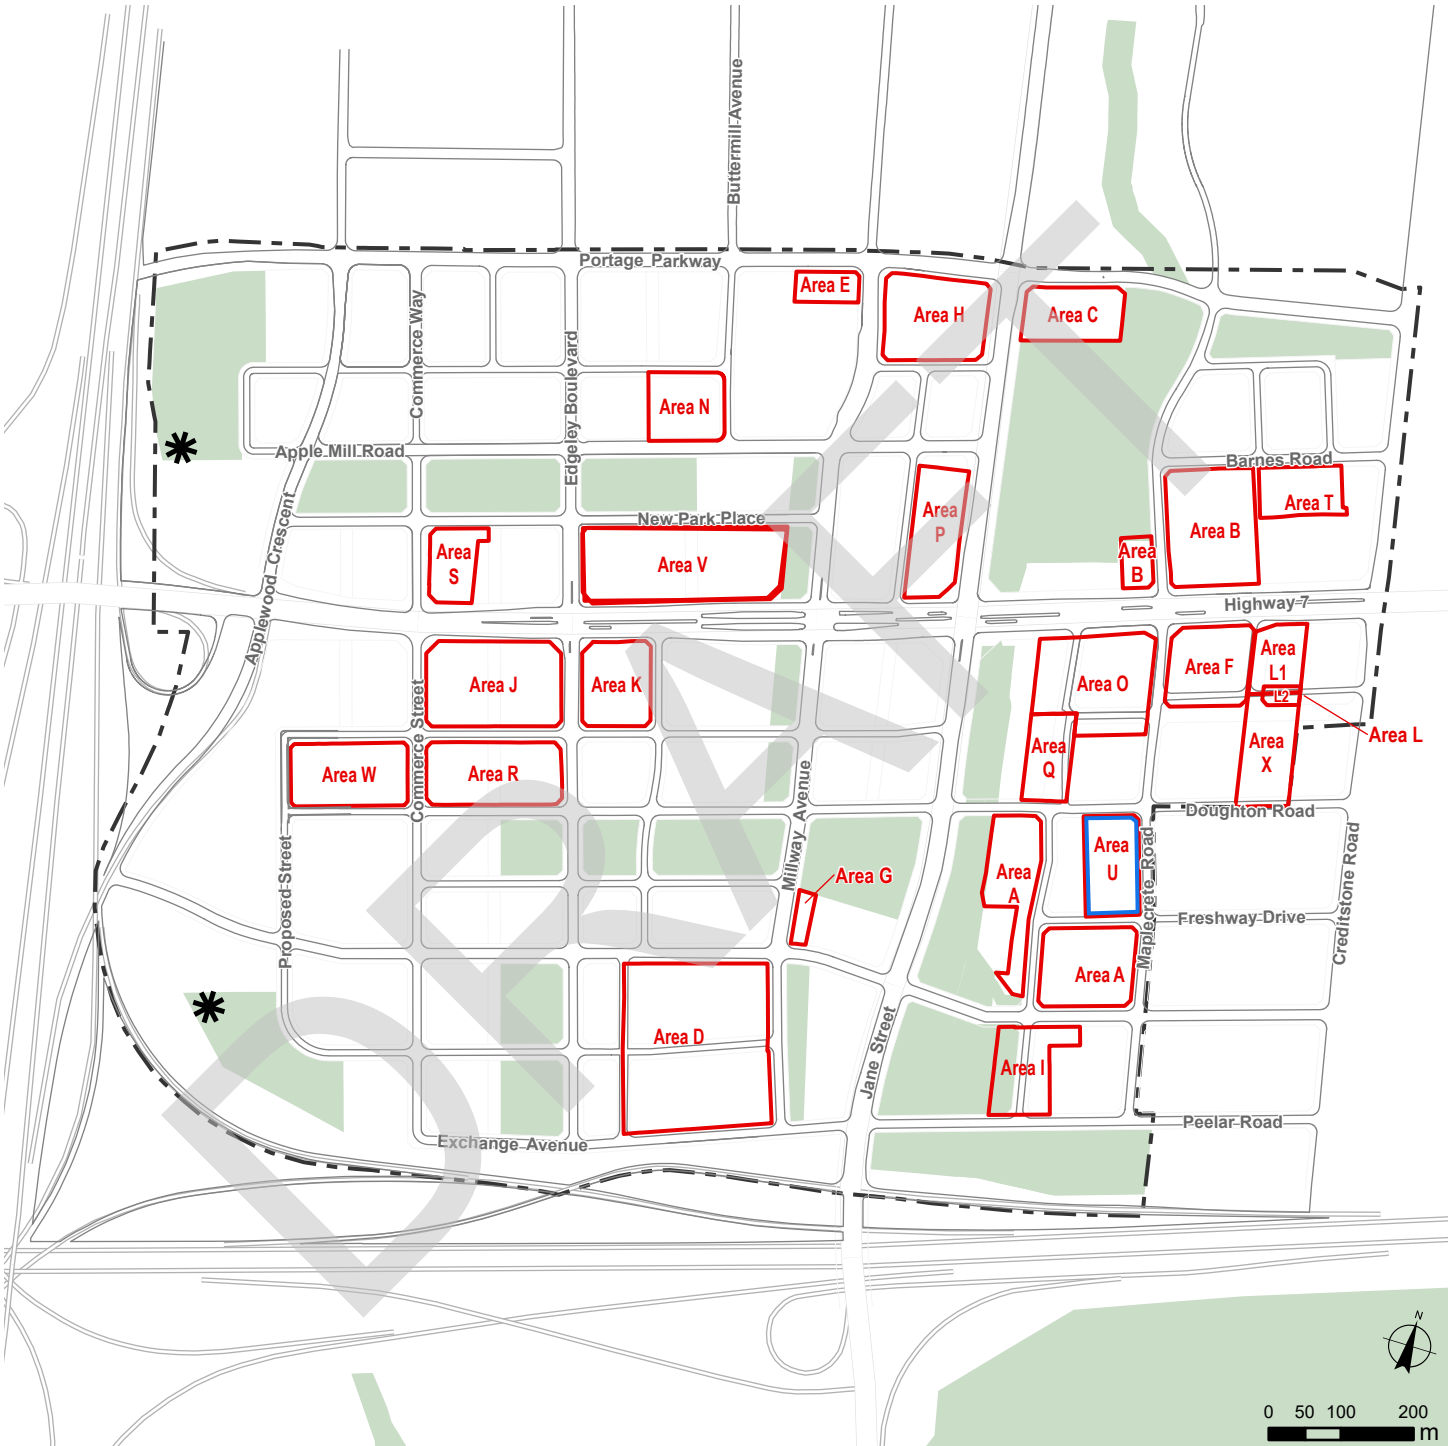 Buttermill Avenue
Portage Parkway
Area E
Area H
Area C
Commerce Way
Edgeley Boulevard
Area N
Apple Mill Road
Barnes Road
Applewood Crescent
New Park Place
Area
S
Area V
Area
P
Area
B
Area B
Area T
Highway 7
Area J
Area K
Area O
Area F
Area
L1
L2
Area L
Area W
Commerce Street
Area R
Area
Q
Area
X
Millway Avenue
Doughton Road
Proposed Street
Area G
Area
A
Area
U
Maplecrete Road
Freshway Drive
Creditstone Road
Area A
Area D
Jane Street
Area I
Peelar Road
Exchange Avenue
DRAFT
N
0 50 100 200
m